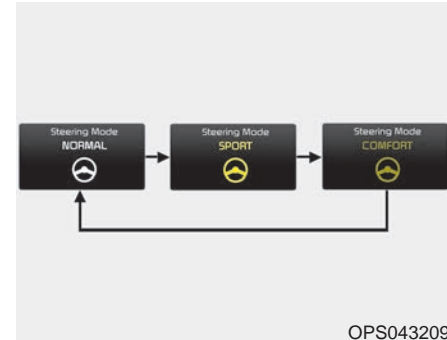 Steering Mode
NORMAL
Steering Mode
SPORT
Steering Mode
COMFORT
OPS043209